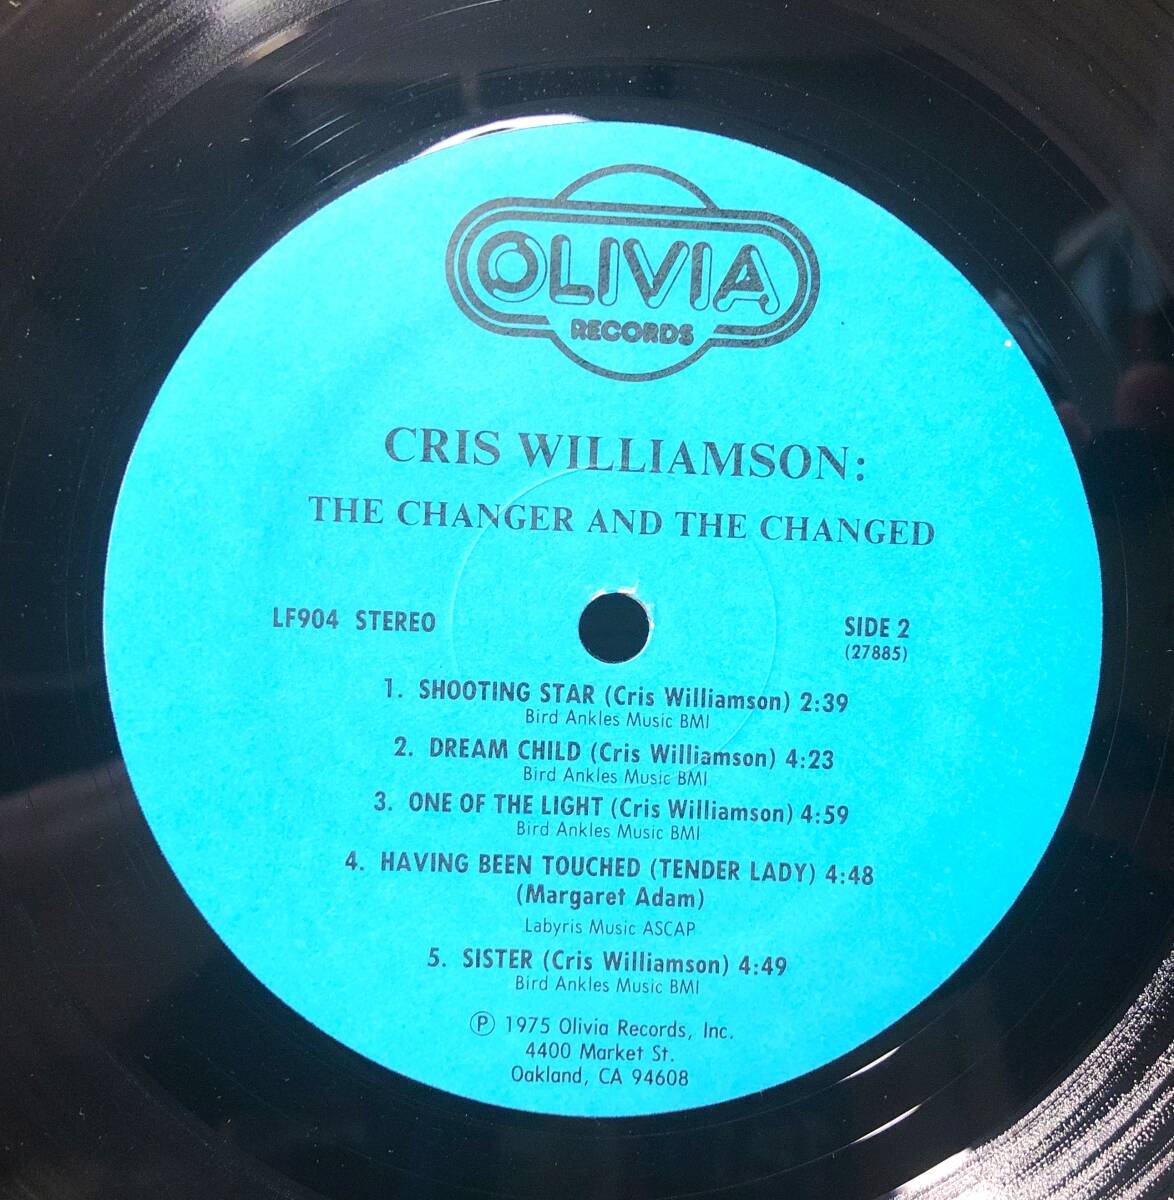 OLIVIA
RECORDS
CRIS WILLIAMSON:
THE CHANGER AND THE CHANGED
LF904 STEREO
SIDE 2
(27885)
1. SHOOTING STAR (Cris Williamson) 2:39
Bird Ankles Music BMI
2. DREAM CHILD (Cris Williamson) 4:23
Bird Ankles Music BMI
3. ONE OF THE LIGHT (Cris Williamson) 4:59
Bird Ankles Music BMI
4. HAVING BEEN TOUCHED (TENDER LADY) 4:48
(Margaret Adam)
Labyris Music ASCAP
5. SISTER (Cris Williamson) 4:49
Bird Ankles Music BMI
Ⓟ 1975 Olivia Records, Inc.
4400 Market St.
Oakland, CA 94608